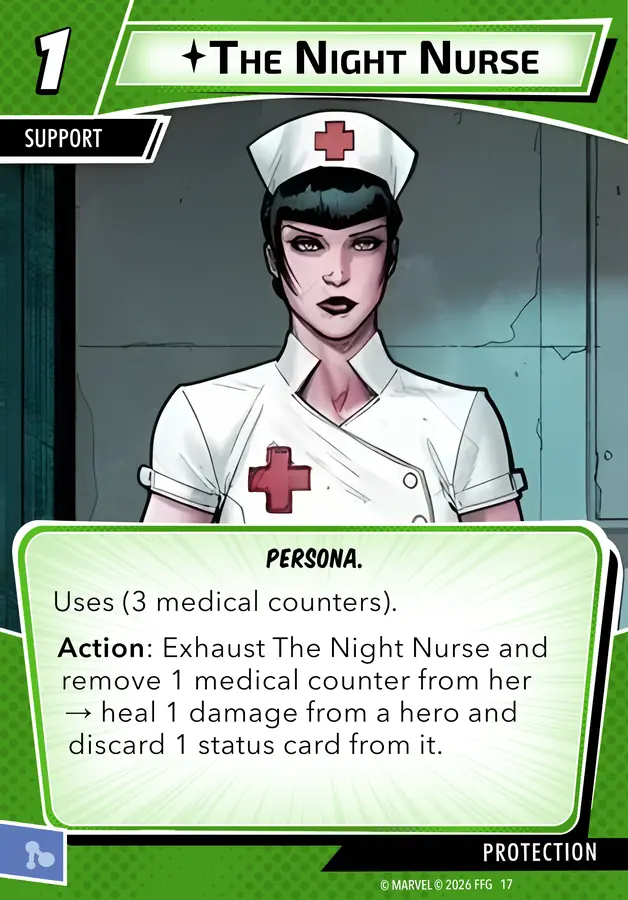 1
✦The Night Nurse
SUPPORT
PERSONA.
Uses (3 medical counters).
Action: Exhaust The Night Nurse and
remove 1 medical counter from her
→ heal 1 damage from a hero and
discard 1 status card from it.
PROTECTION
© MARVEL © 2026 FFG 17